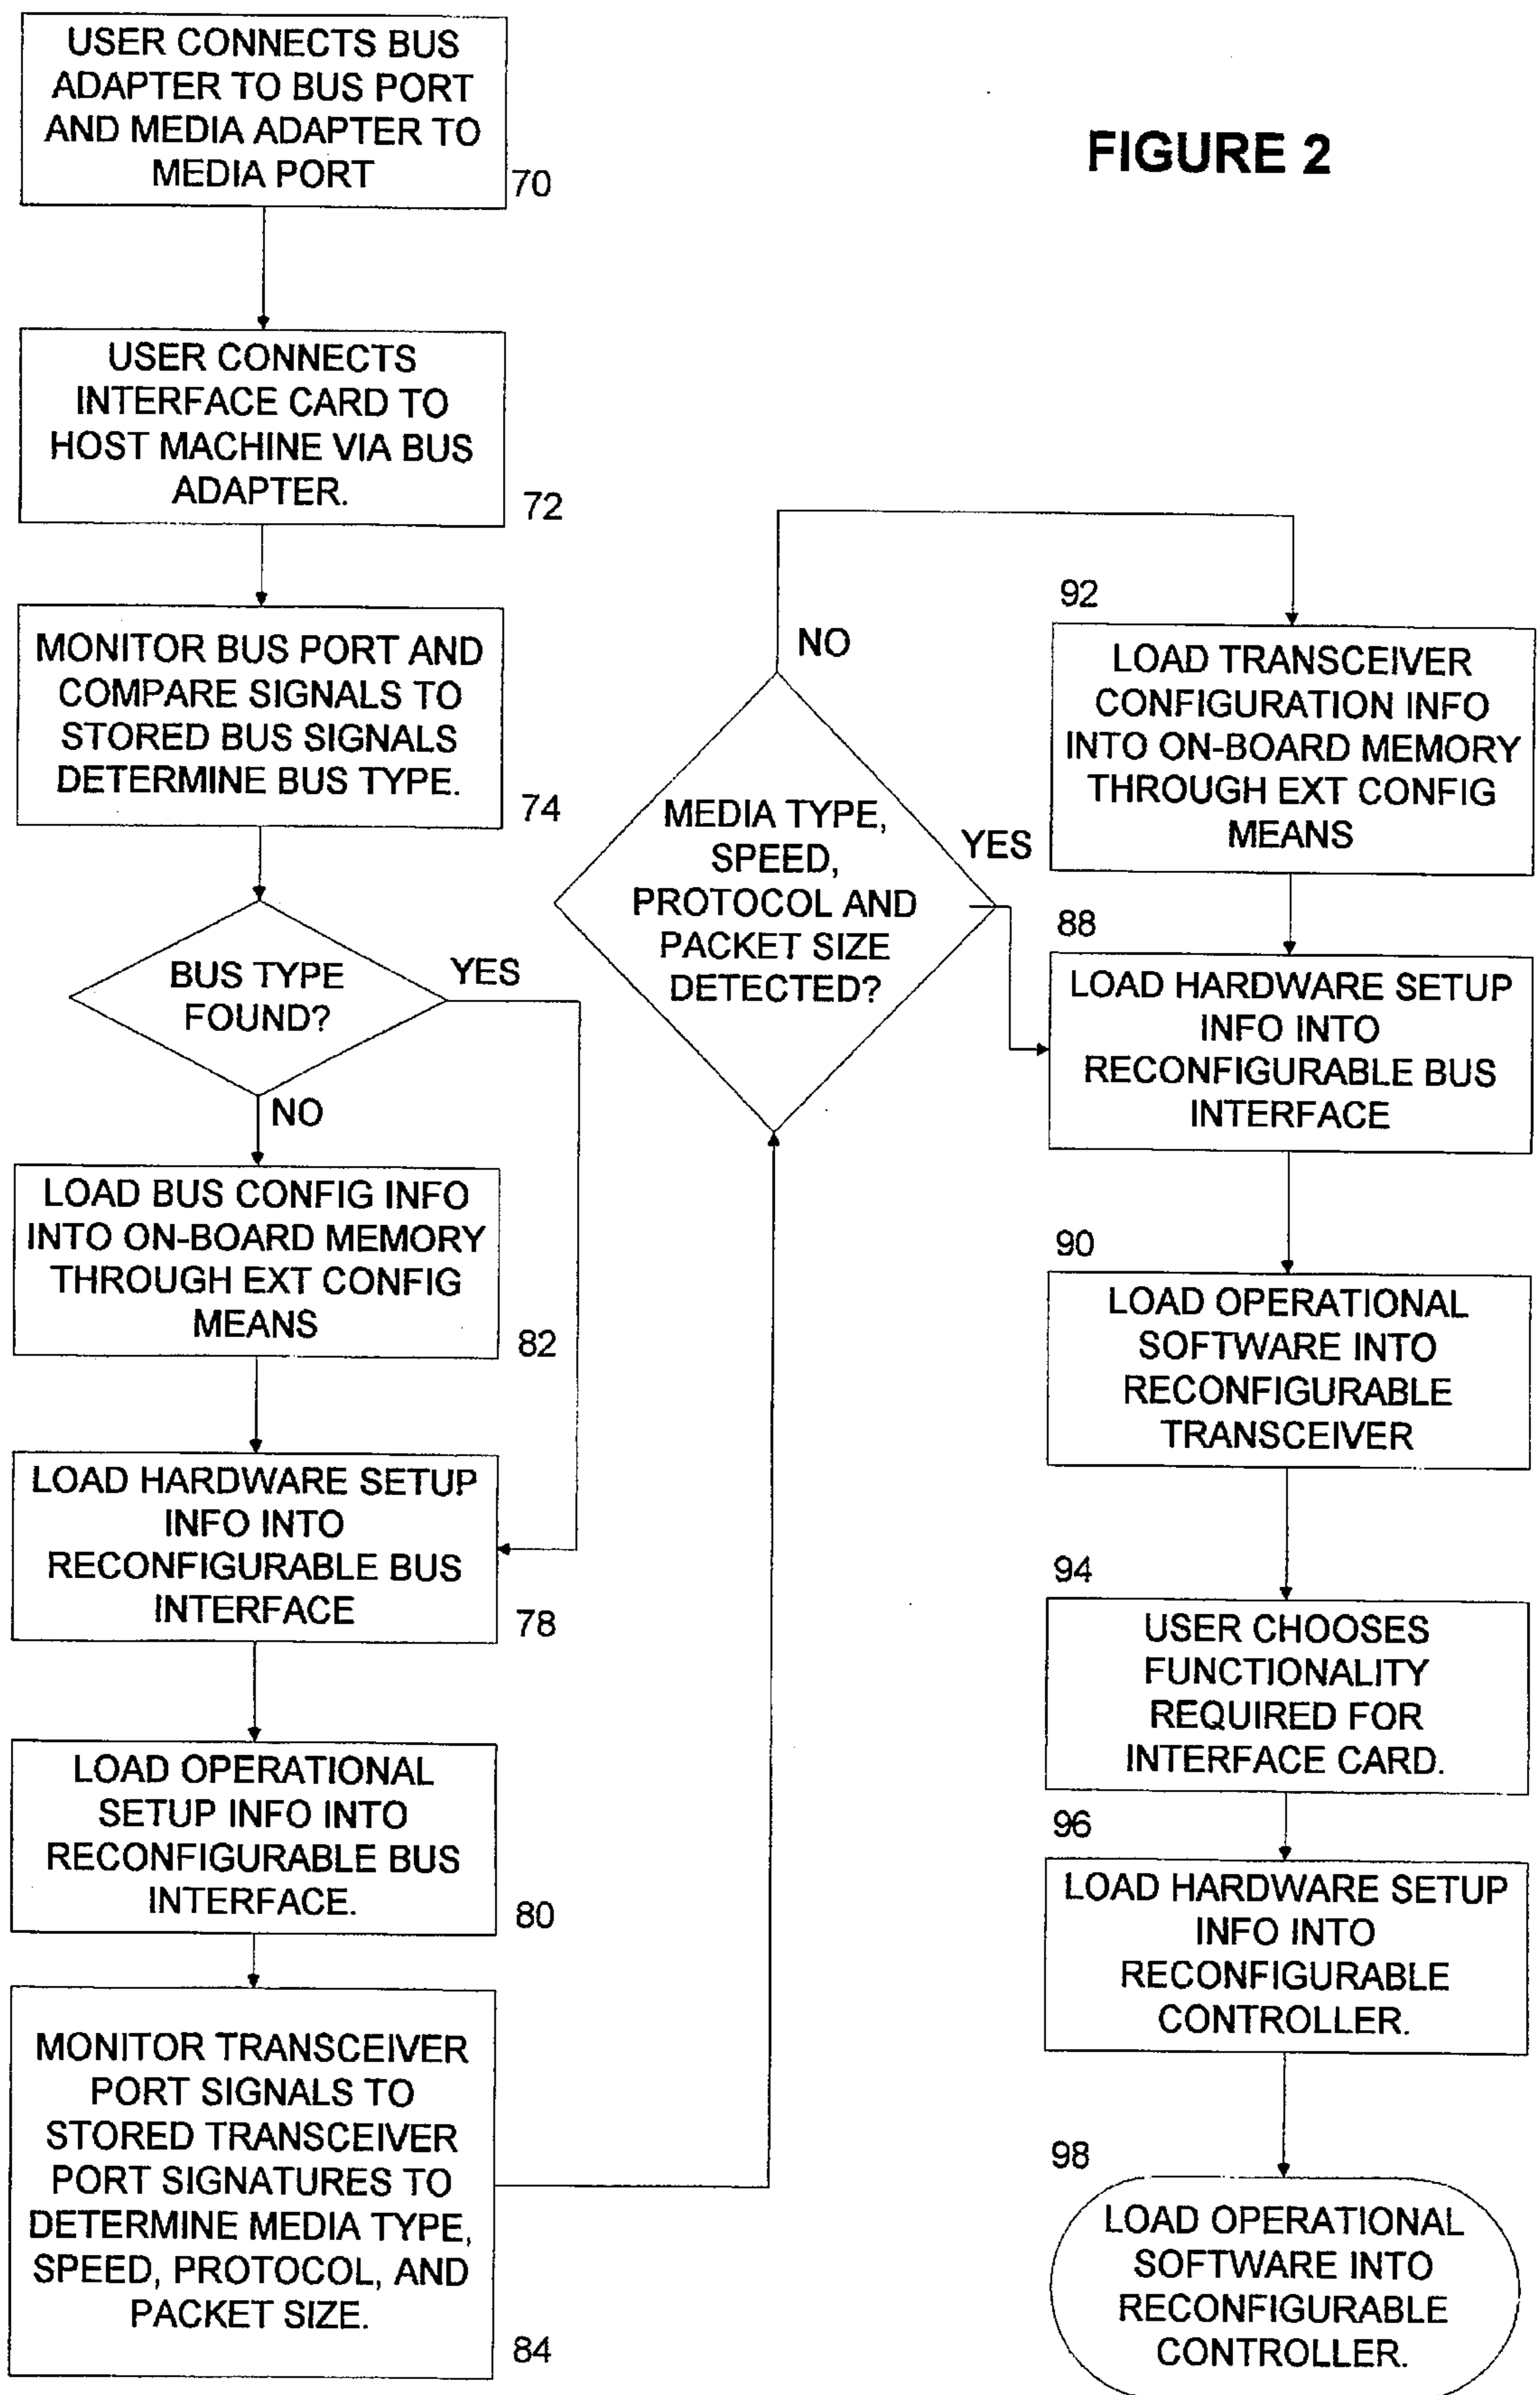 FIGURE 2
USER CONNECTS BUS
ADAPTER TO BUS PORT
AND MEDIA ADAPTER TO
MEDIA PORT
70
USER CONNECTS
INTERFACE CARD TO
HOST MACHINE VIA BUS
ADAPTER.
72
MONITOR BUS PORT AND
COMPARE SIGNALS TO
STORED BUS SIGNALS
DETERMINE BUS TYPE.
74
BUS TYPE
FOUND?
YES
NO
LOAD BUS CONFIG INFO
INTO ON-BOARD MEMORY
THROUGH EXT CONFIG
MEANS
82
LOAD HARDWARE SETUP
INFO INTO
RECONFIGURABLE BUS
INTERFACE
78
LOAD OPERATIONAL
SETUP INFO INTO
RECONFIGURABLE BUS
INTERFACE.
80
MONITOR TRANSCEIVER
PORT SIGNALS TO
STORED TRANSCEIVER
PORT SIGNATURES TO
DETERMINE MEDIA TYPE,
SPEED, PROTOCOL, AND
PACKET SIZE.
84
NO
MEDIA TYPE,
SPEED,
PROTOCOL AND
PACKET SIZE
DETECTED?
YES
92
LOAD TRANSCEIVER
CONFIGURATION INFO
INTO ON-BOARD MEMORY
THROUGH EXT CONFIG
MEANS
88
LOAD HARDWARE SETUP
INFO INTO
RECONFIGURABLE BUS
INTERFACE
90
LOAD OPERATIONAL
SOFTWARE INTO
RECONFIGURABLE
TRANSCEIVER
94
USER CHOOSES
FUNCTIONALITY
REQUIRED FOR
INTERFACE CARD.
96
LOAD HARDWARE SETUP
INFO INTO
RECONFIGURABLE
CONTROLLER.
98
LOAD OPERATIONAL
SOFTWARE INTO
RECONFIGURABLE
CONTROLLER.